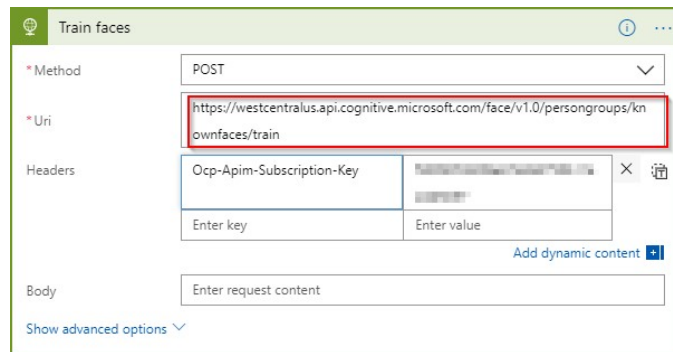 Train faces
* Method
POST
* Uri
https://westcentralus.api.cognitive.microsoft.com/face/v1.0/persongroups/kn
ownfaces/train
Headers
Ocp-Apim-Subscription-Key
Enter key
Enter value
Add dynamic content
Body
Enter request content
Show advanced options